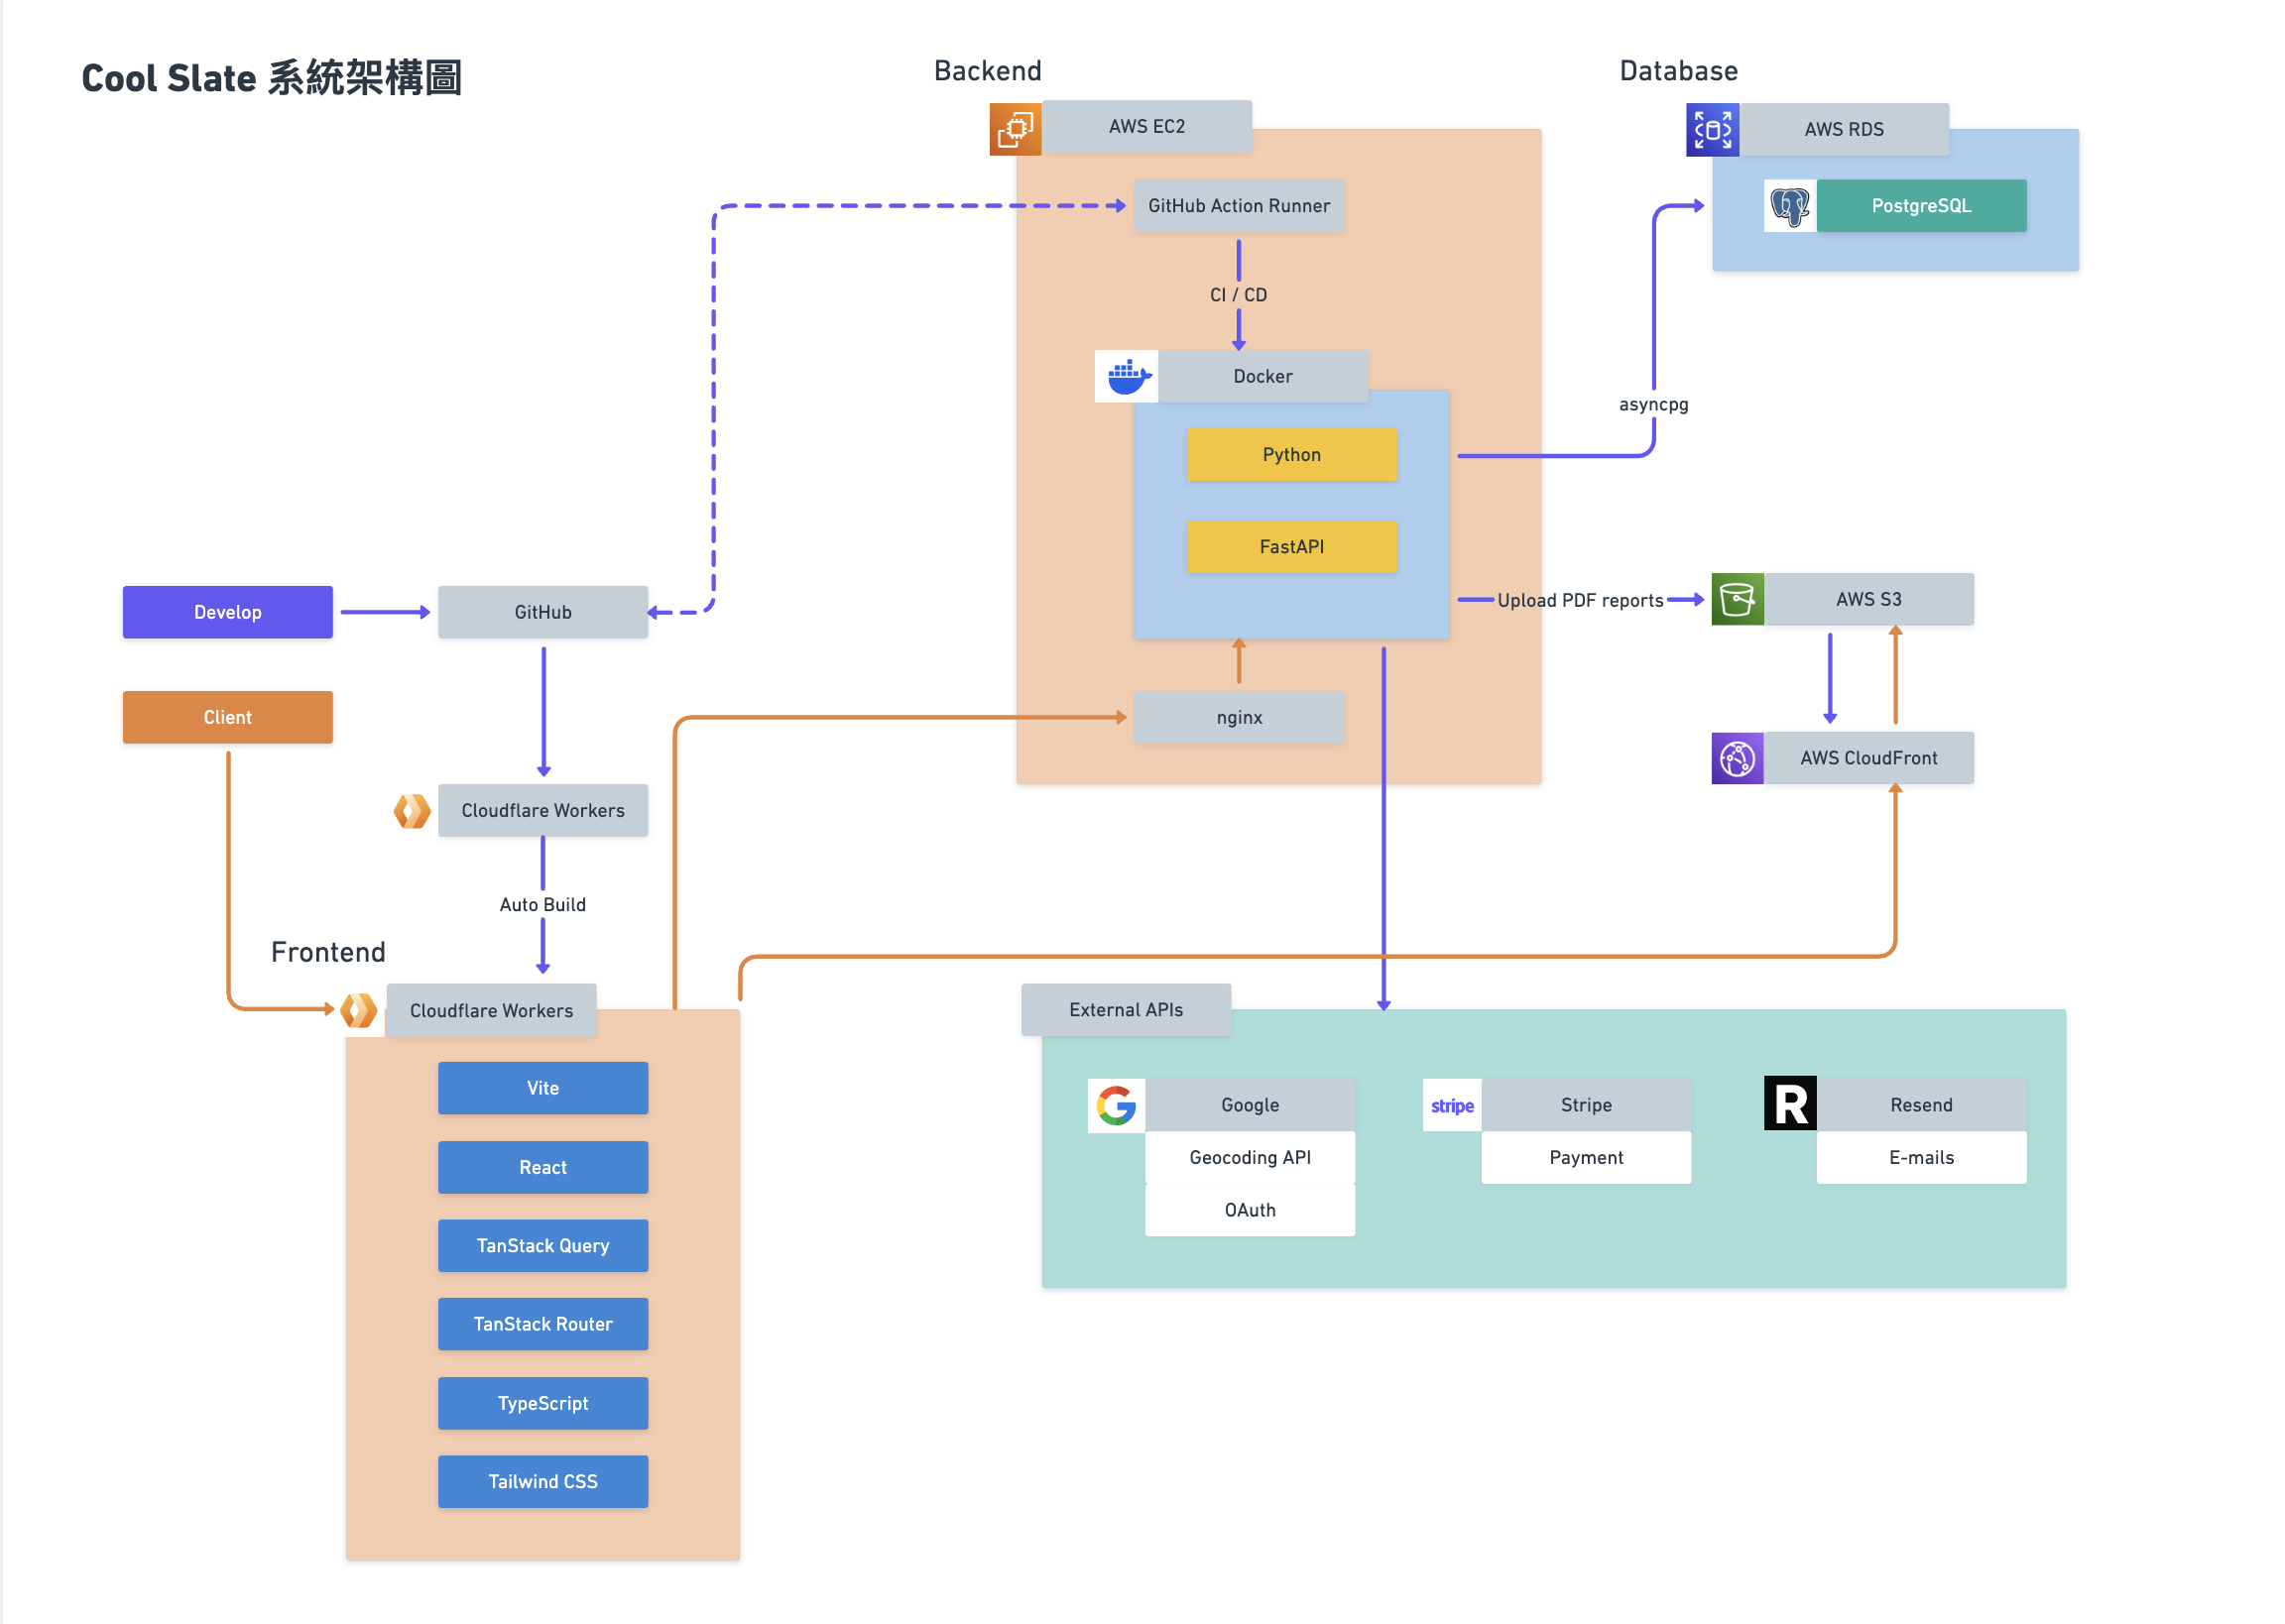 Cool Slate 系統架構圖
Backend
Database
AWS EC2
AWS RDS
GitHub Action Runner
PostgreSQL
CI / CD
Docker
asyncpg
Python
FastAPI
Develop
GitHub
Upload PDF reports
AWS S3
Client
nginx
AWS CloudFront
Cloudflare Workers
Auto Build
Frontend
Cloudflare Workers
External APIs
Vite
React
TanStack Query
TanStack Router
TypeScript
Tailwind CSS
Google
Geocoding API
OAuth
stripe
Stripe
Payment
R
Resend
E-mails